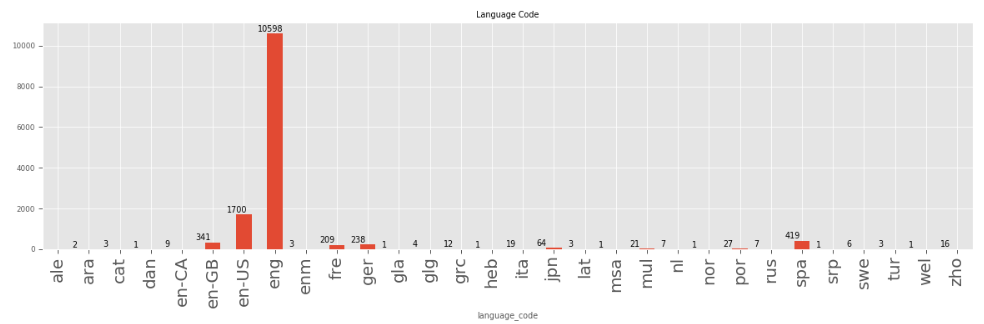 Language Code
10000
8000
6000
4000
2000
0
2 3 1 9 341 1700 10598 3 209 238 1 4 12 1 19 64 3 1 21 7 1 27 7 419 1 6 3 1 16
ale ara cat dan en-CA en-GB en-US eng enm fre ger gla glg grc heb ita jpn lat msa mul nl nor por rus spa srp swe tur wel zho
language_code